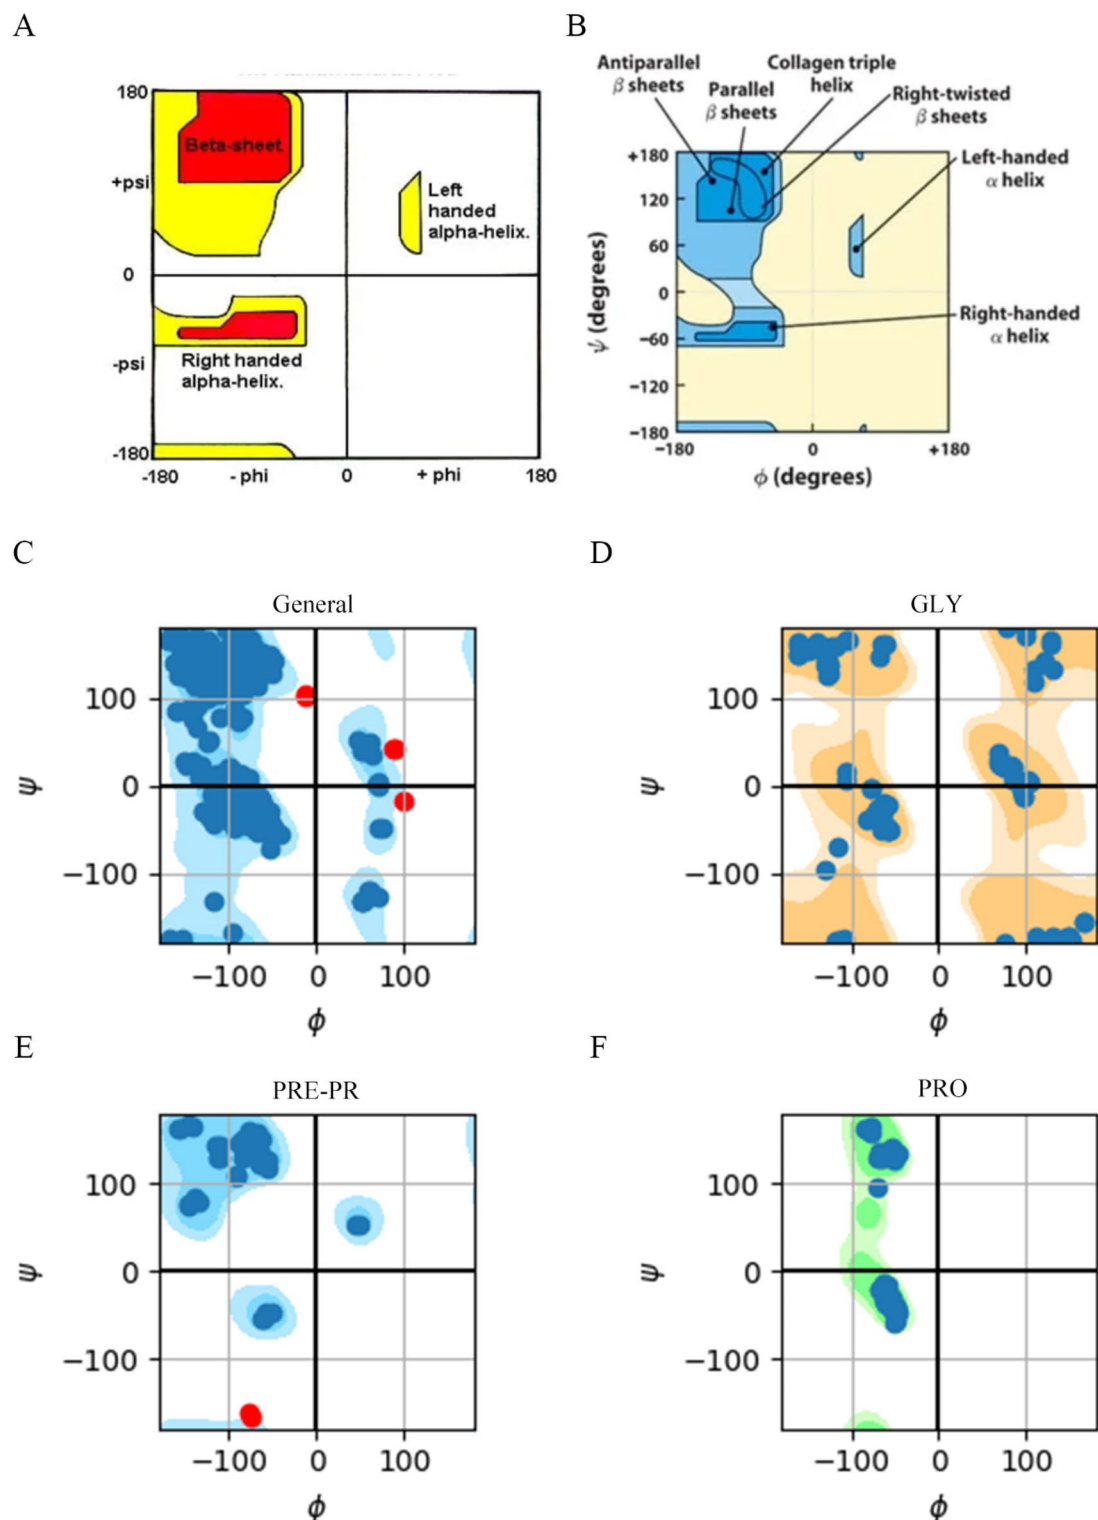 A
180
Beta-sheet
+psi
Left
handed
alpha-helix.
0
-psi
Right handed
alpha-helix.
-180
-180
- phi
0
+ phi
180
B
Antiparallel
β sheets
Parallel
β sheets
Collagen triple
helix
Right-twisted
β sheets
Left-handed
α helix
Right-handed
α helix
+180
120
60
0
−60
−120
−180
ψ (degrees)
−180
0
+180
ϕ (degrees)
C
General
100
0
−100
ψ
−100
0
100
ϕ
D
GLY
100
0
−100
ψ
−100
0
100
ϕ
E
PRE-PR
100
0
−100
ψ
−100
0
100
ϕ
F
PRO
100
0
−100
ψ
−100
0
100
ϕ